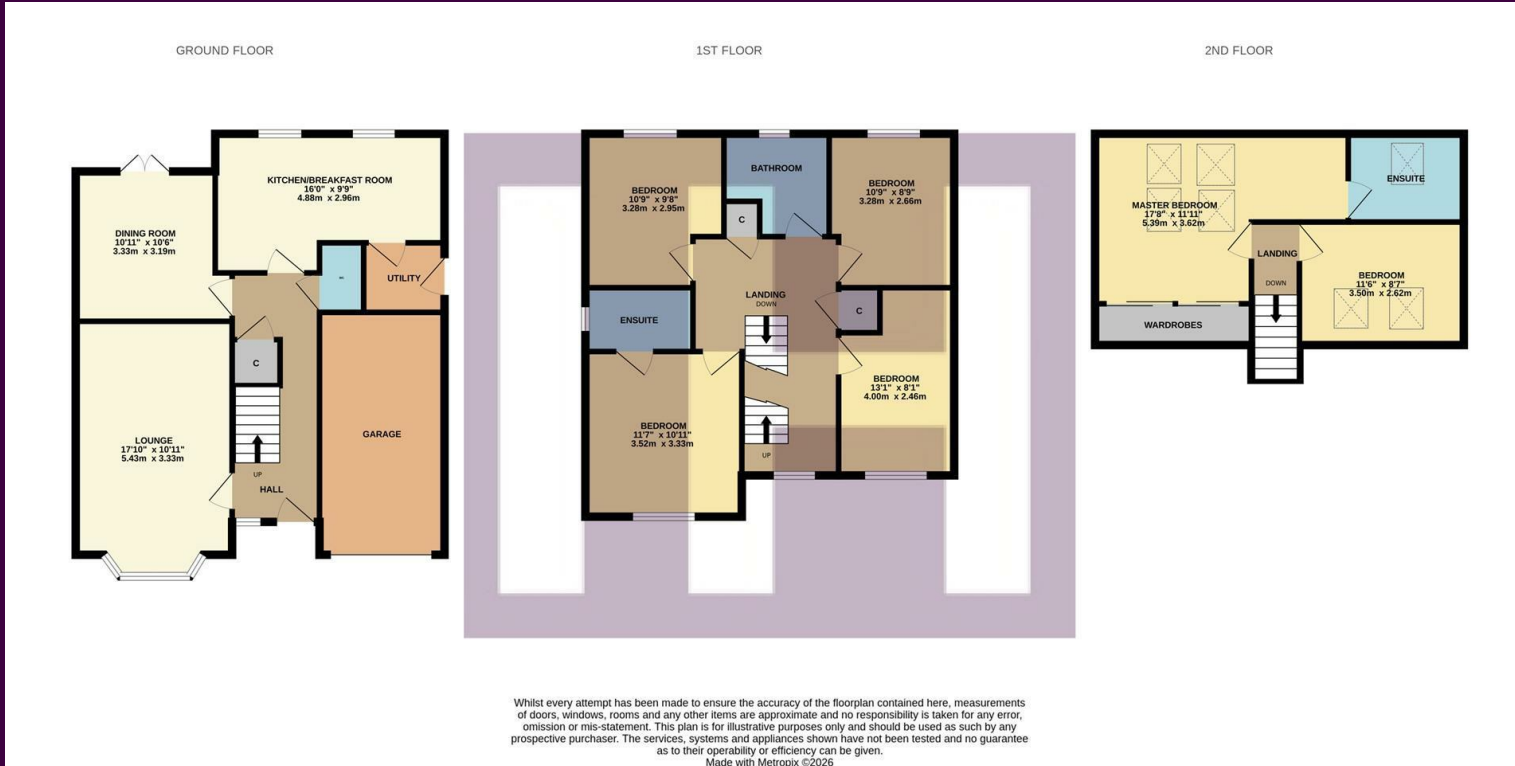 GROUND FLOOR
KITCHEN/BREAKFAST ROOM
16'0" x 9'9"
4.88m x 2.96m
DINING ROOM
10'11" x 10'6"
3.33m x 3.19m
UTILITY
C
LOUNGE
17'10" x 10'11"
5.43m x 3.33m
GARAGE
UP
HALL
1ST FLOOR
BEDROOM
10'9" x 9'8"
3.28m x 2.95m
BATHROOM
BEDROOM
10'9" x 8'9"
3.28m x 2.66m
C
LANDING
DOWN
C
ENSUITE
BEDROOM
13'1" x 8'1"
4.00m x 2.46m
BEDROOM
11'7" x 10'11"
3.52m x 3.33m
UP
2ND FLOOR
ENSUITE
MASTER BEDROOM
17'8" x 11'11"
5.39m x 3.62m
LANDING
DOWN
BEDROOM
11'6" x 8'7"
3.50m x 2.62m
WARDROBES
Whilst every attempt has been made to ensure the accuracy of the floorplan contained here, measurements
of doors, windows, rooms and any other items are approximate and no responsibility is taken for any error,
omission or mis-statement. This plan is for illustrative purposes only and should be used as such by any
prospective purchaser. The services, systems and appliances shown have not been tested and no guarantee
as to their operability or efficiency can be given.
Made with Metropix ©2026